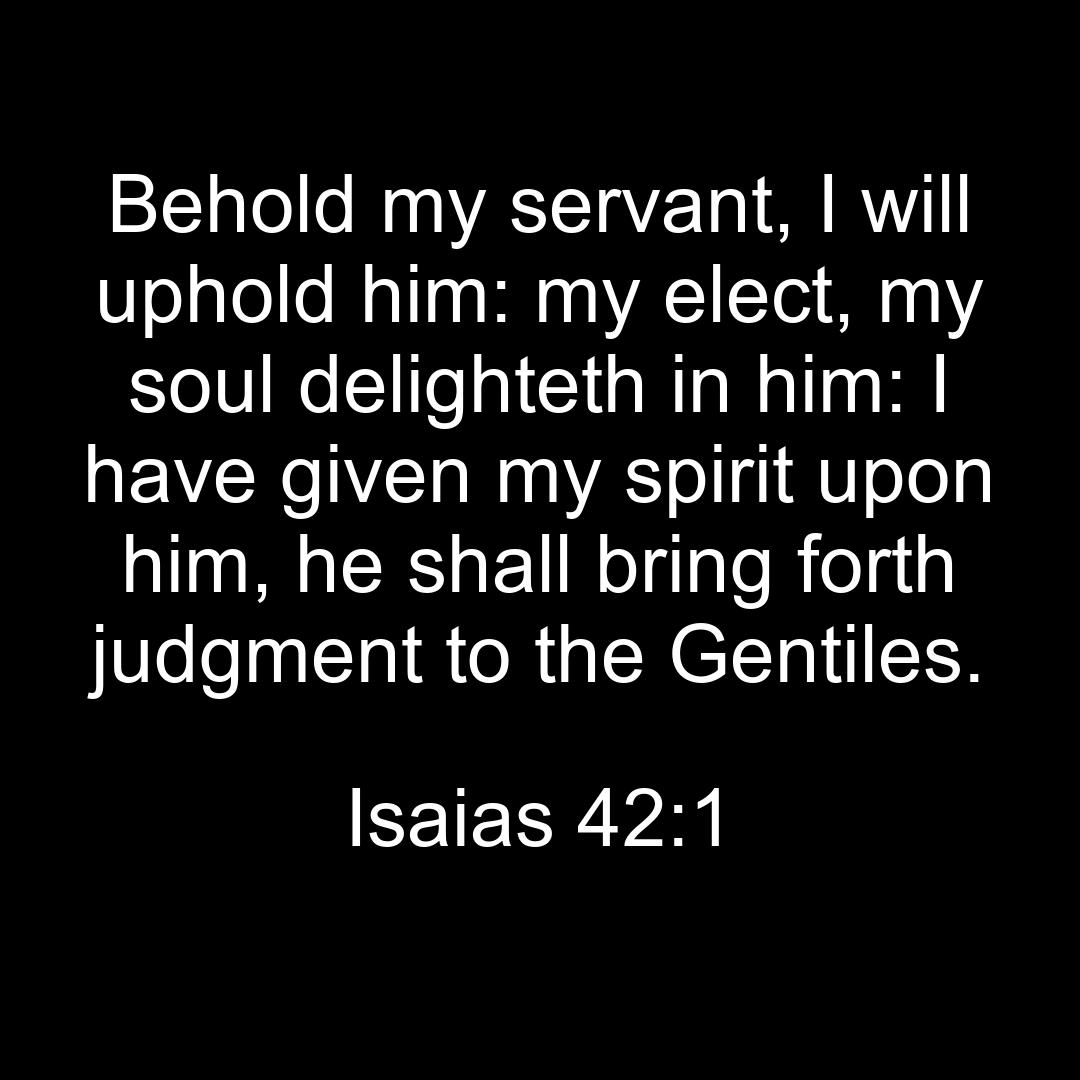 Behold my servant, I will
uphold him: my elect, my
soul delighteth in him: I
have given my spirit upon
him, he shall bring forth
judgment to the Gentiles.
Isaias 42:1